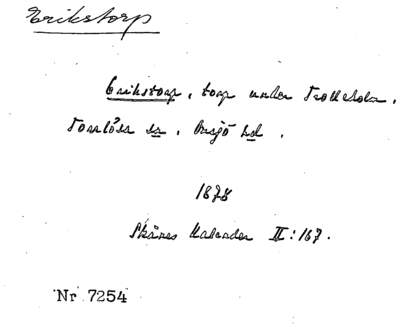 Erikstorp
Erikstorp, torp under Trolleholm.
Torrlösa sn, Onsjö hd.
1878
Skånes Kalender II:167.
Nr 7254